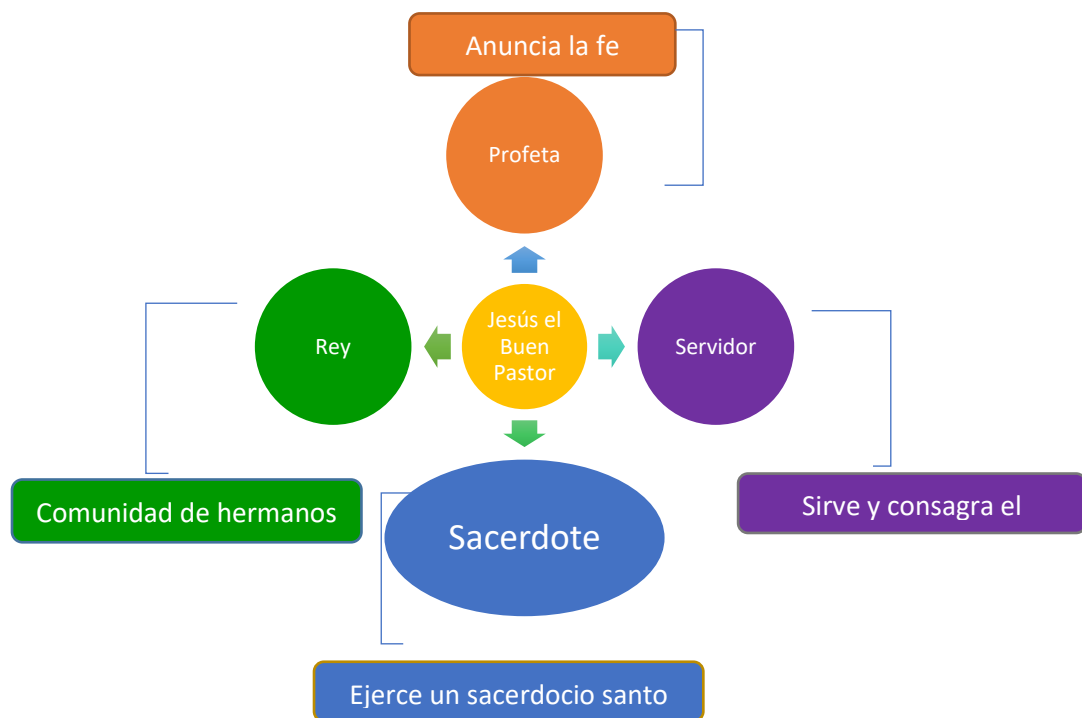 Anuncia la fe
Profeta
Rey
Jesús el
Buen
Pastor
Servidor
Comunidad de hermanos
Sacerdote
Sirve y consagra el
Ejerce un sacerdocio santo